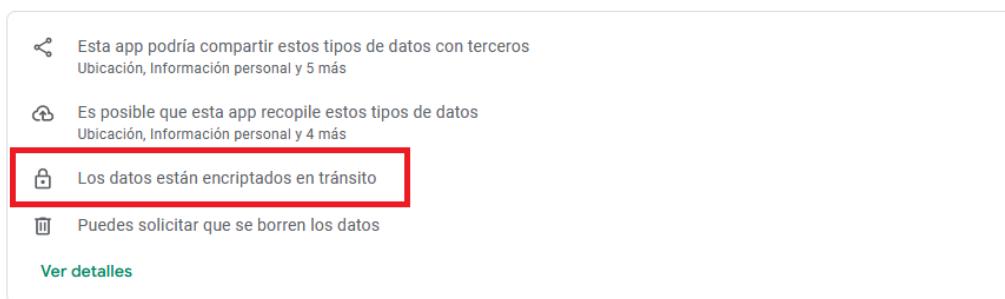 Esta app podría compartir estos tipos de datos con terceros
Ubicación, Información personal y 5 más
Es posible que esta app recopile estos tipos de datos
Ubicación, Información personal y 4 más
Los datos están encriptados en tránsito
Puedes solicitar que se borren los datos
Ver detalles